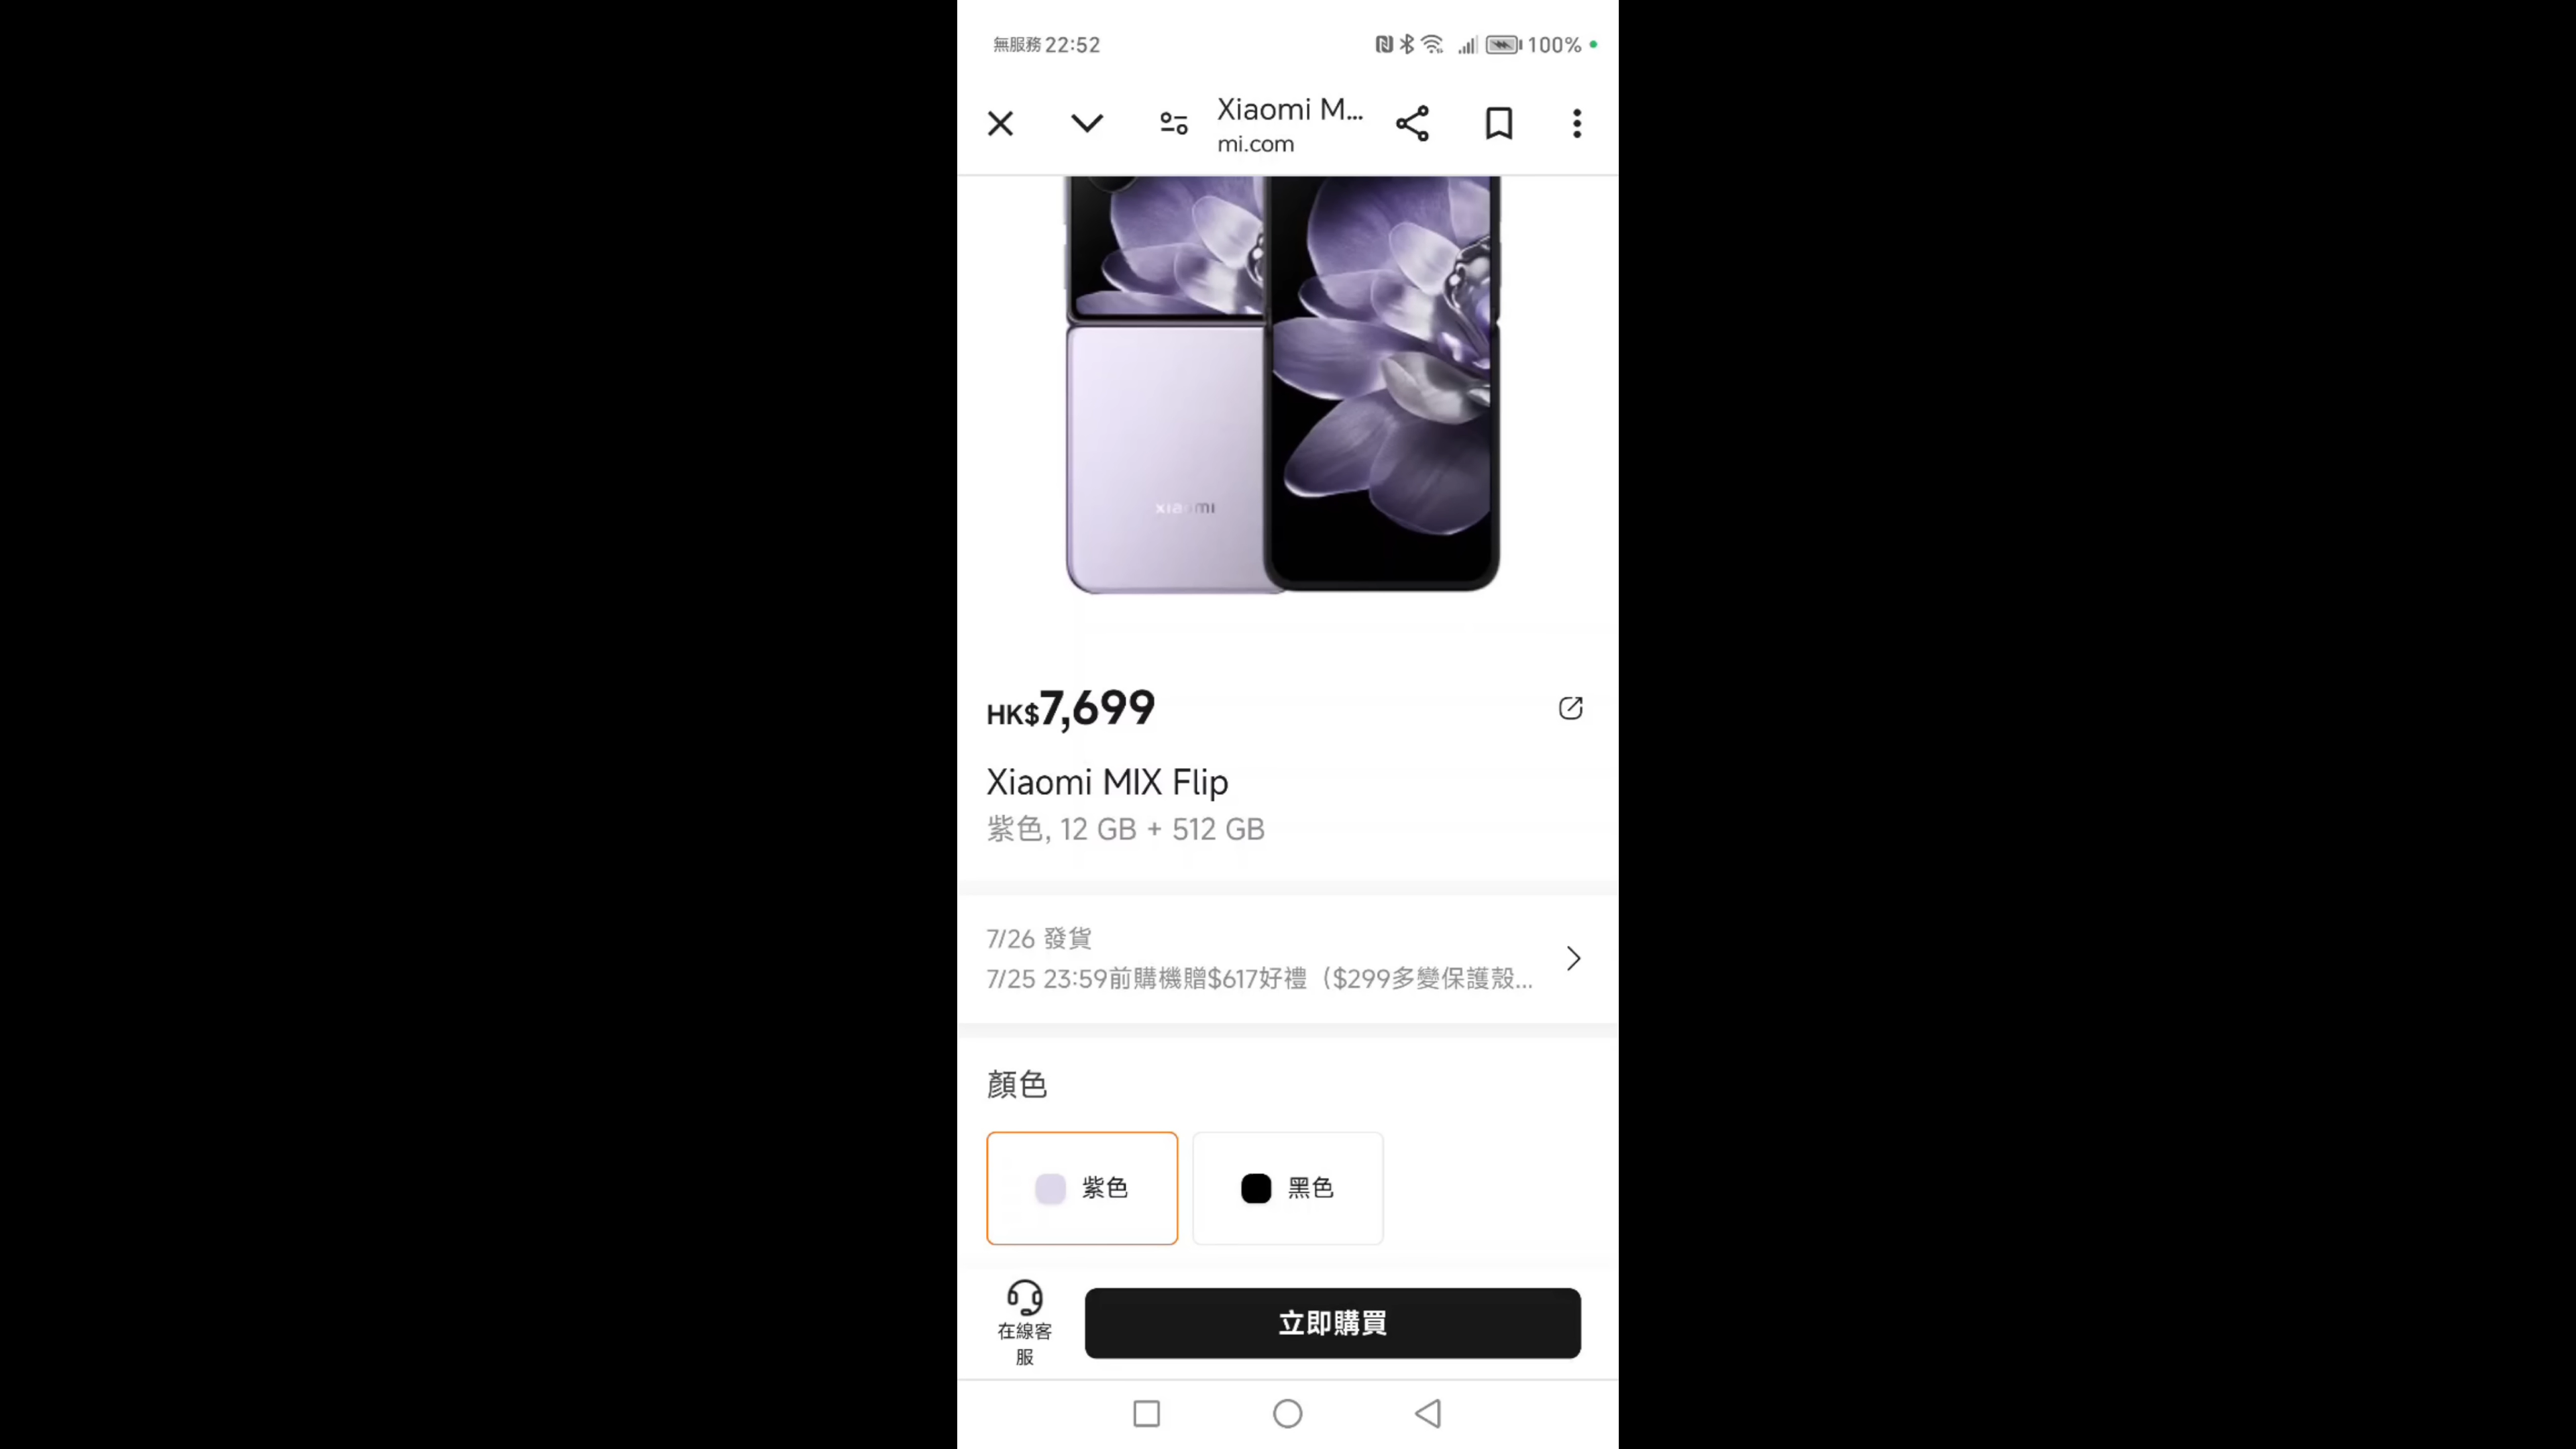 無服務 22:52
100%
Xiaomi M...
mi.com
xiaomi
HK$7,699
Xiaomi MIX Flip
紫色, 12 GB + 512 GB
7/26 發貨
7/25 23:59前購機贈$617好禮（$299多變保護殼...
顏色
紫色
黑色
在線客
服
立即購買